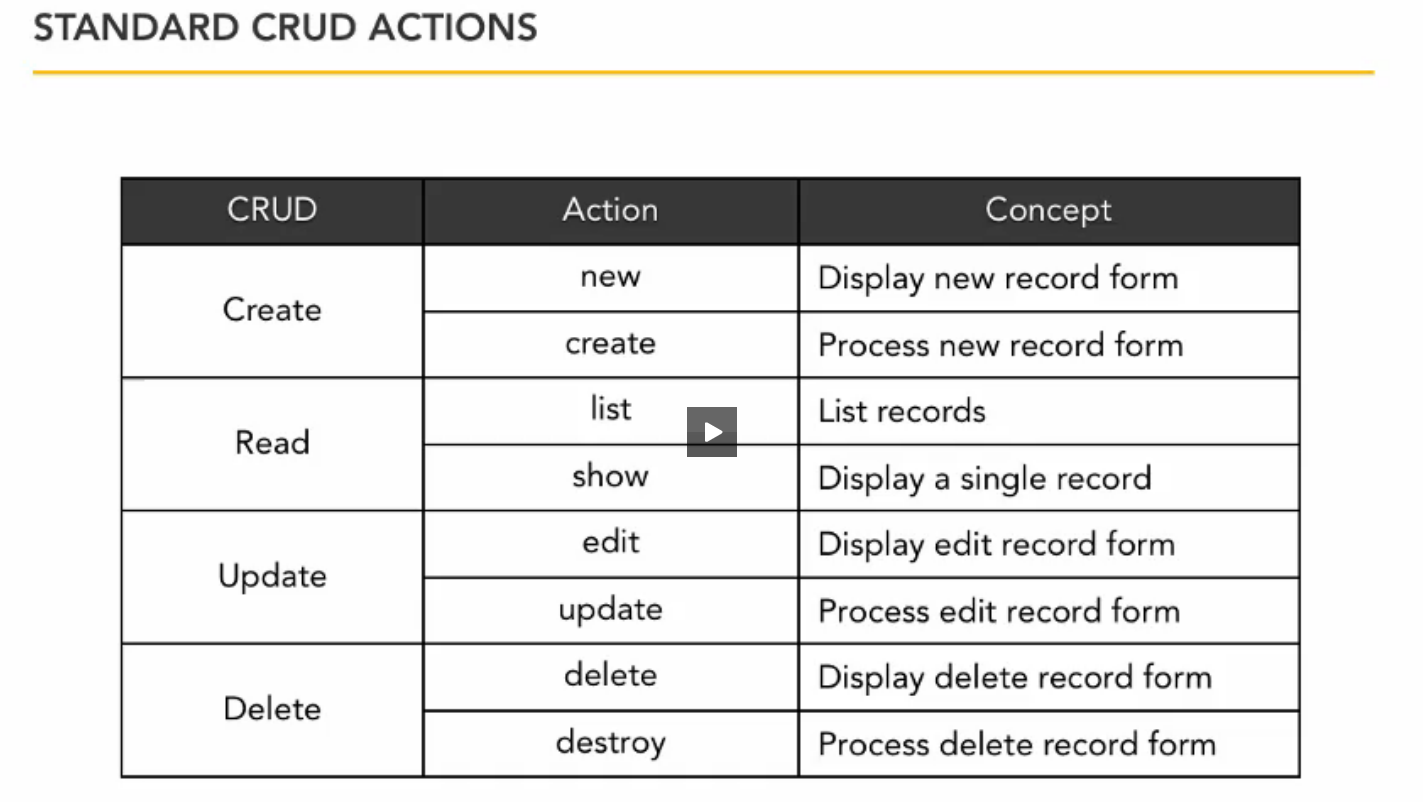 STANDARD CRUD ACTIONS
CRUD Action Concept
Create
new Display new record form
create Process new record form
Read
list List records
show Display a single record
Update
edit Display edit record form
update Process edit record form
Delete
delete Display delete record form
destroy Process delete record form